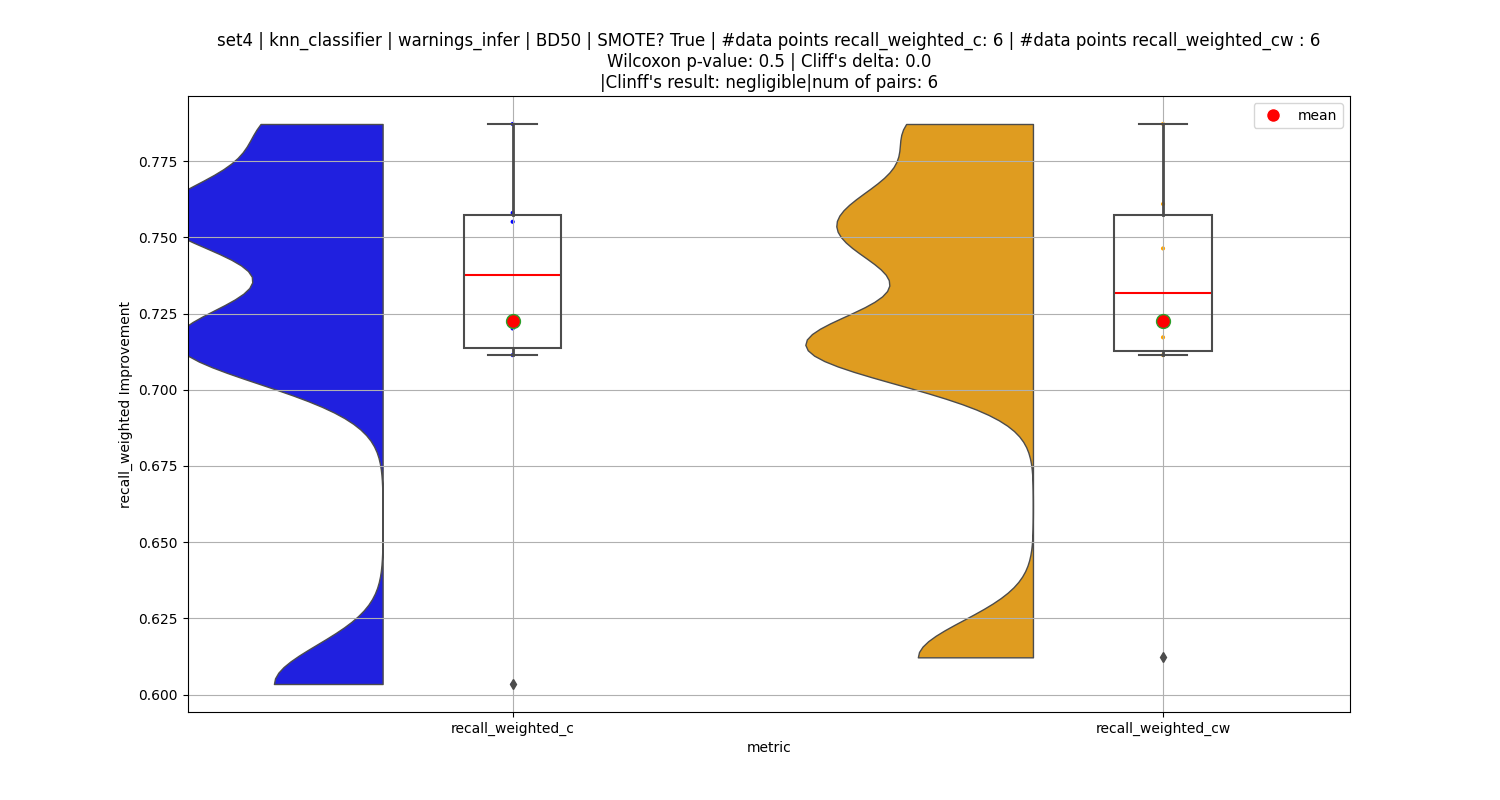 set4 | knn_classifier | warnings_infer | BD50 | SMOTE? True | #data points recall_weighted_c: 6 | #data points recall_weighted_cw : 6
Wilcoxon p-value: 0.5 | Cliff's delta: 0.0
|Clinff's result: negligible|num of pairs: 6
mean
0.775
0.750
0.725
0.700
0.675
0.650
0.625
0.600
recall_weighted Improvement
recall_weighted_c
recall_weighted_cw
metric